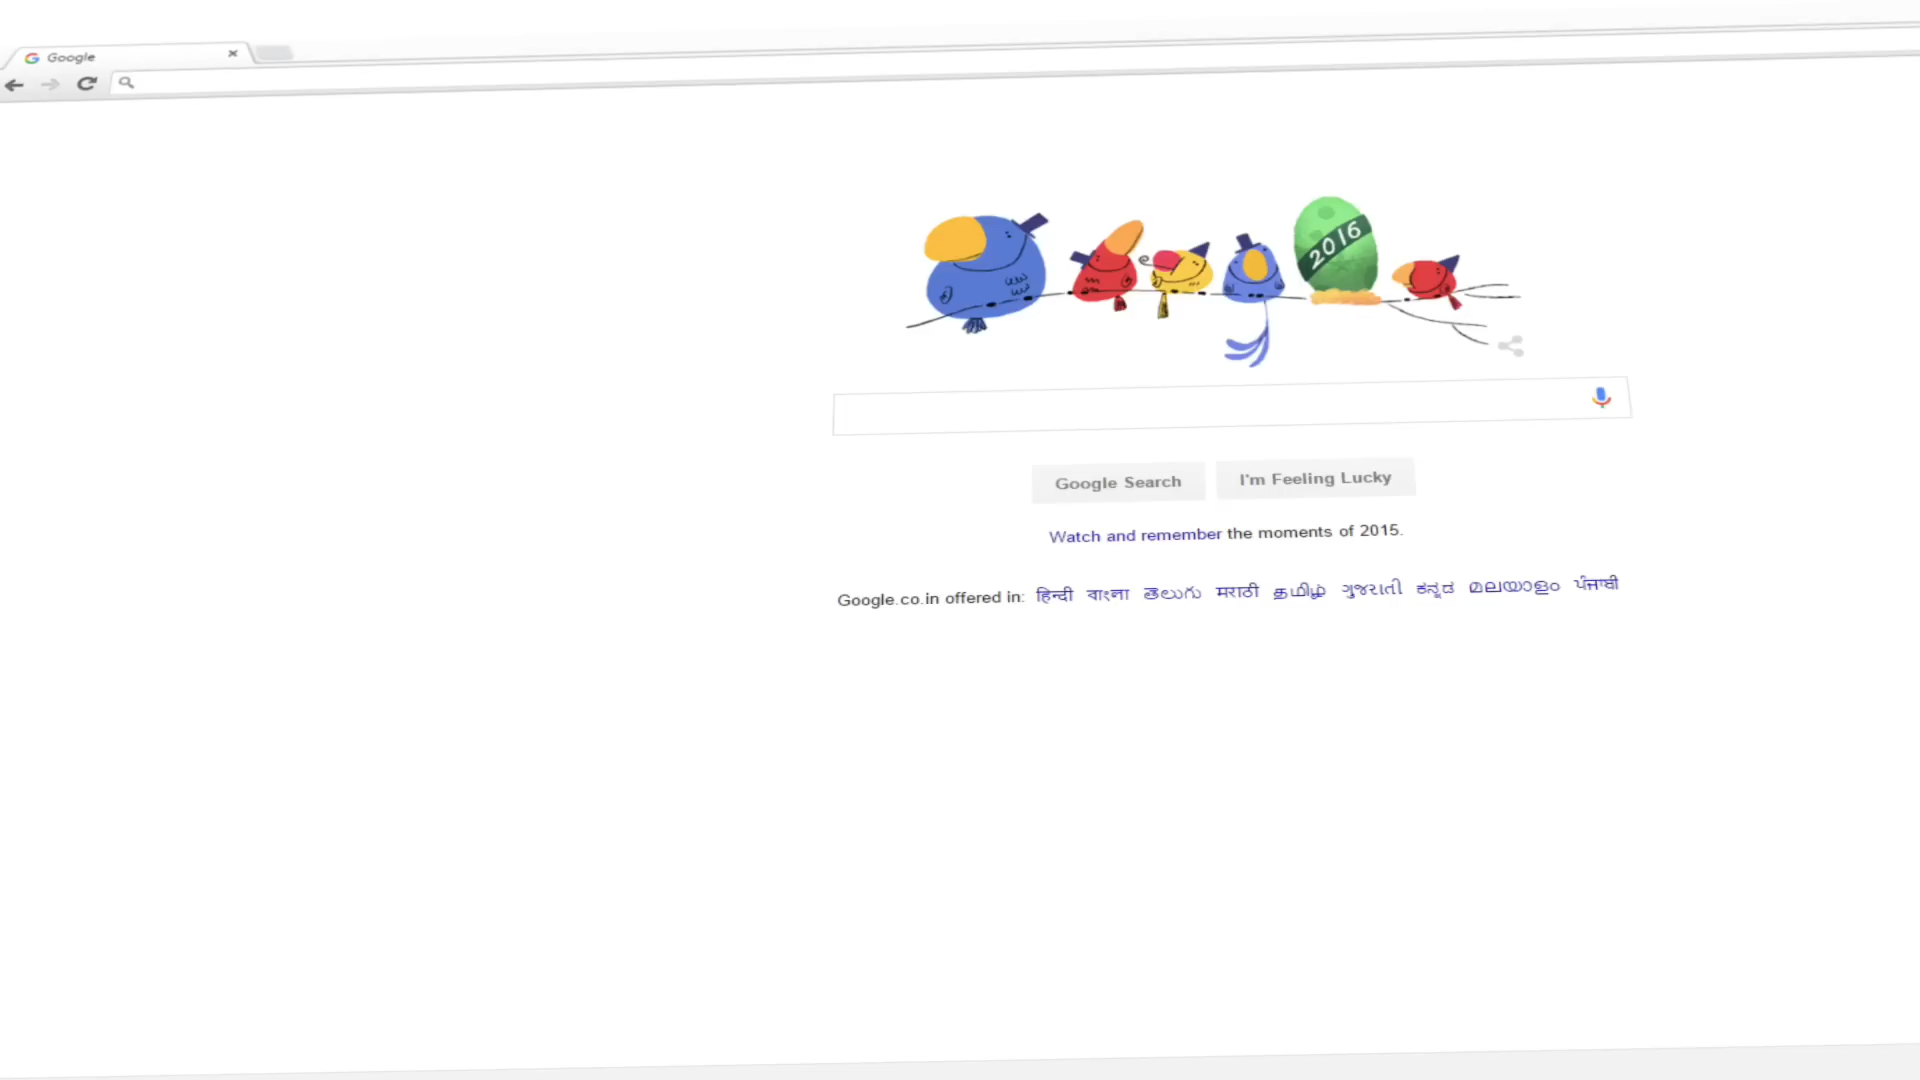 Google
2016
Google Search
I'm Feeling Lucky
Watch and remember the moments of 2015.
Google.co.in offered in: हिन्दी বাংলা తెలుగు मराठी தமிழ் ગુજરાતી ಕನ್ನಡ മലയാളം ਪੰਜਾਬੀ